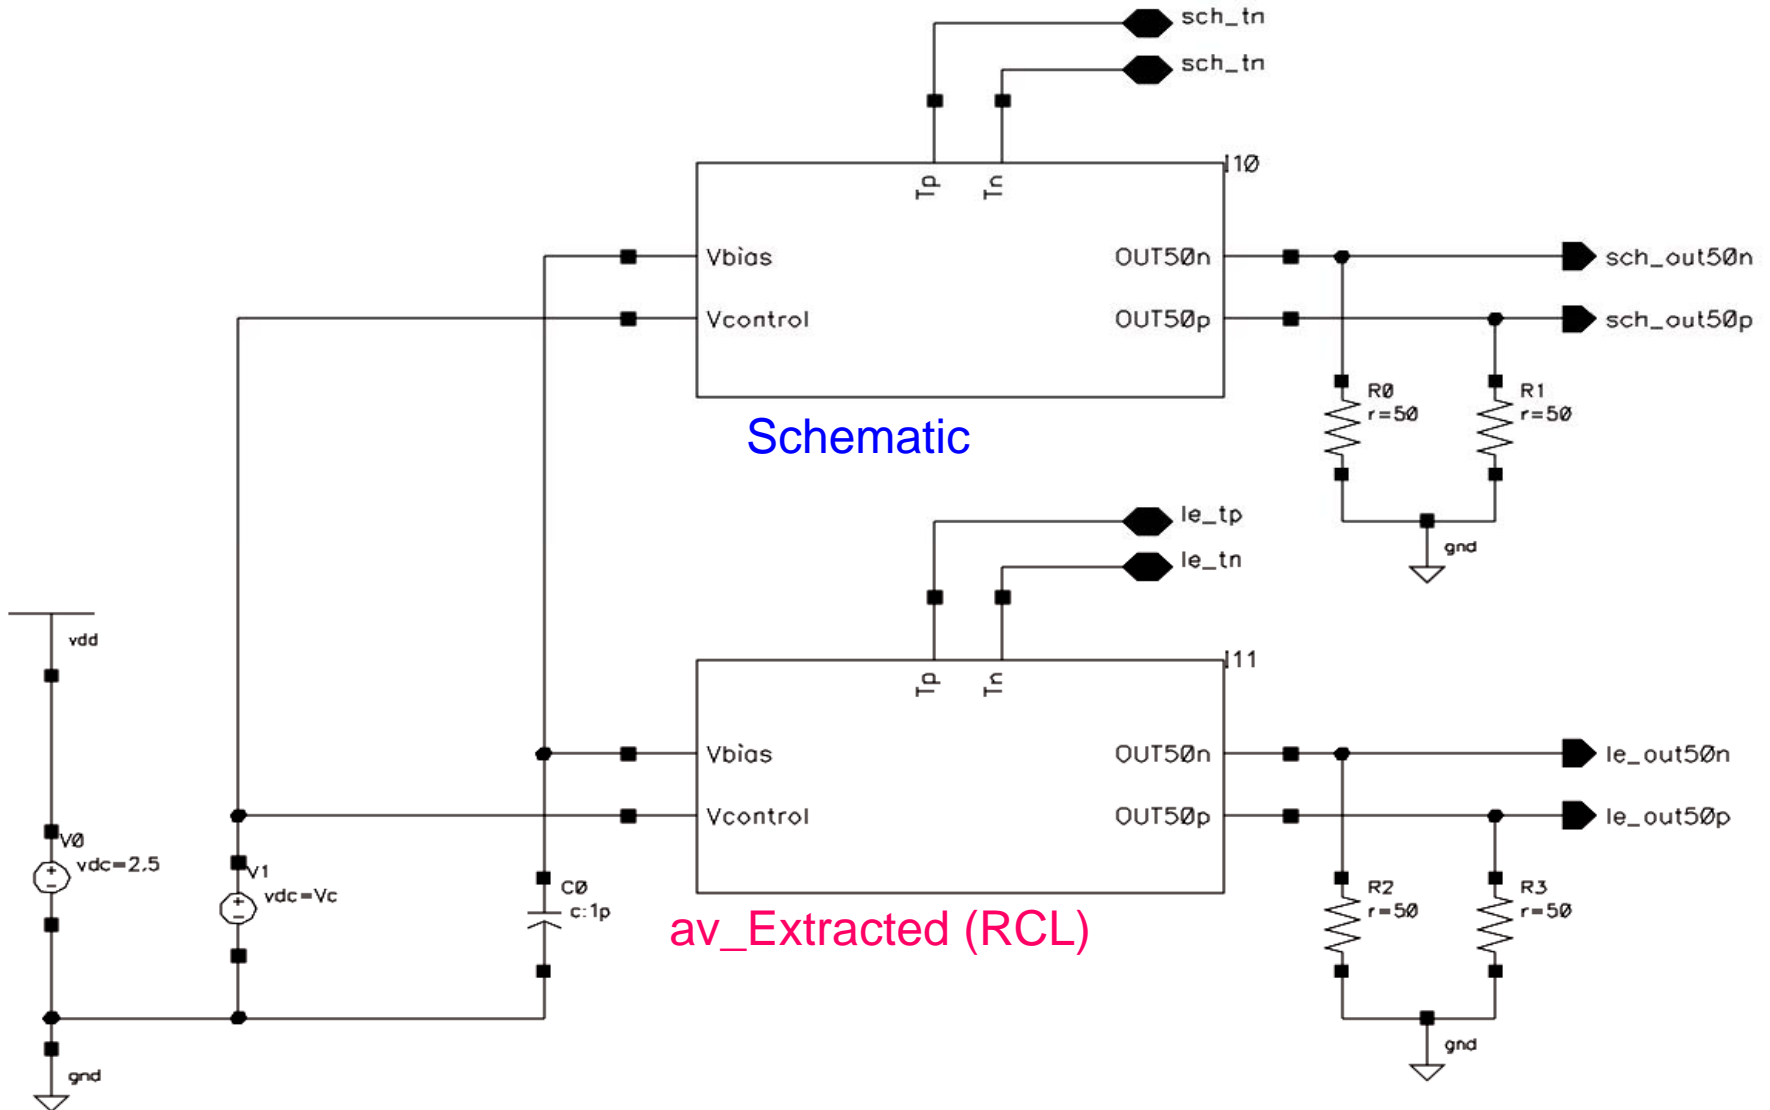 sch_tn
sch_tn
I10
Tp
Tn
Vbias
OUT50n
sch_out50n
Vcontrol
OUT50p
sch_out50p
R0
r=50
R1
r=50
Schematic
gnd
le_tp
le_tn
vdd
I11
Tp
Tn
Vbias
OUT50n
le_out50n
Vcontrol
OUT50p
le_out50p
V0
vdc=2.5
V1
vdc=Vc
C0
c:1p
R2
r=50
R3
r=50
av_Extracted (RCL)
gnd
gnd